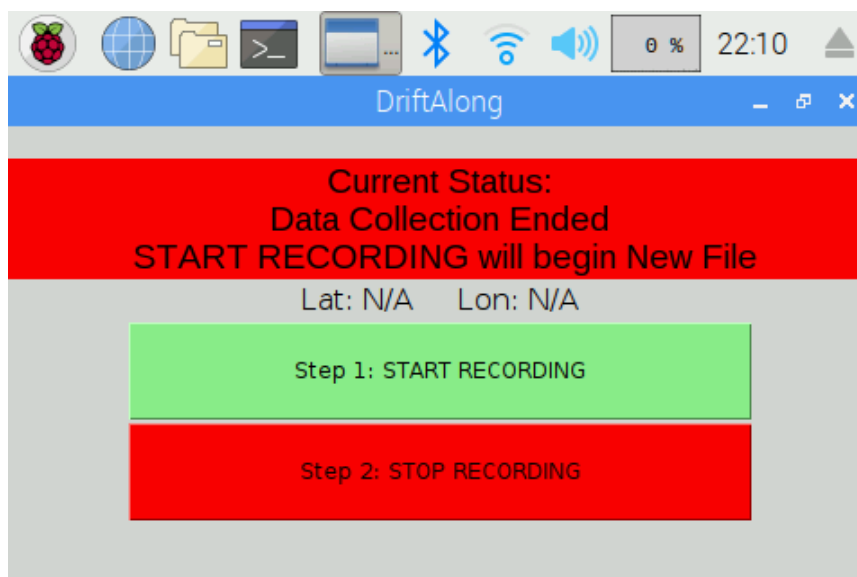 >_ ... 0 % 22:10
DriftAlong
Current Status:
Data Collection Ended
START RECORDING will begin New File
Lat: N/A Lon: N/A
Step 1: START RECORDING
Step 2: STOP RECORDING